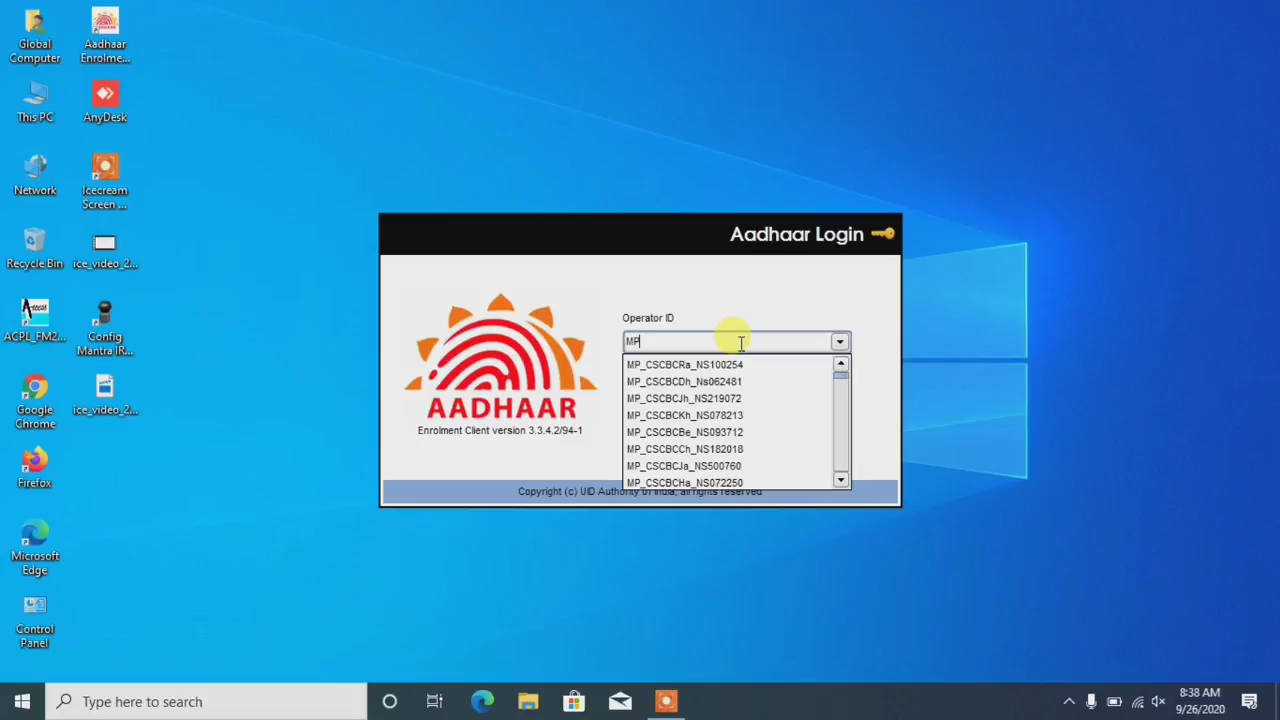 Global
Computer
Aadhaar
Enrolme...
This PC
AnyDesk
Network
Icecream
Screen ...
Recycle Bin
ice_video_2...
ACPL_FM2...
Config
Mantra IR...
Google
Chrome
ice_video_2...
Firefox
Microsoft
Edge
Control
Panel
Aadhaar Login
AADHAAR
Enrolment Client version 3.3.4.2/94-1
Operator ID
MP
MP_CSCBCRa_NS100254
MP_CSCBCDh_Ns062481
MP_CSCBCJh_NS219072
MP_CSCBCKh_NS078213
MP_CSCBCBe_NS093712
MP_CSCBCCh_NS182018
MP_CSCBCJa_NS500760
MP_CSCBCHa_NS072250
Copyright (c) UID Authority of India, all rights reserved
Type here to search
8:38 AM
9/26/2020